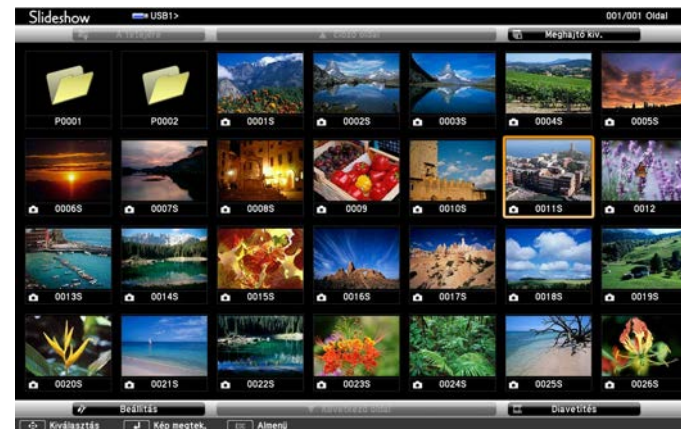 Slideshow USB1> 001/001 Oldal
A tetejére ▲ Előző oldal Meghajtó kiv.
P0001 P0002 0001S 0002S 0003S 0004S 0005S
0006S 0007S 0008S 0009 0010S 0011S 0012
0013S 0014S 0015S 0016S 0017S 0018S 0019S
0020S 0021S 0022S 0023S 0024S 0025S 0026S
Beállítás ▼ Következő oldal Diavetítés
Kiválasztás Kép megtek. Esc Almenü